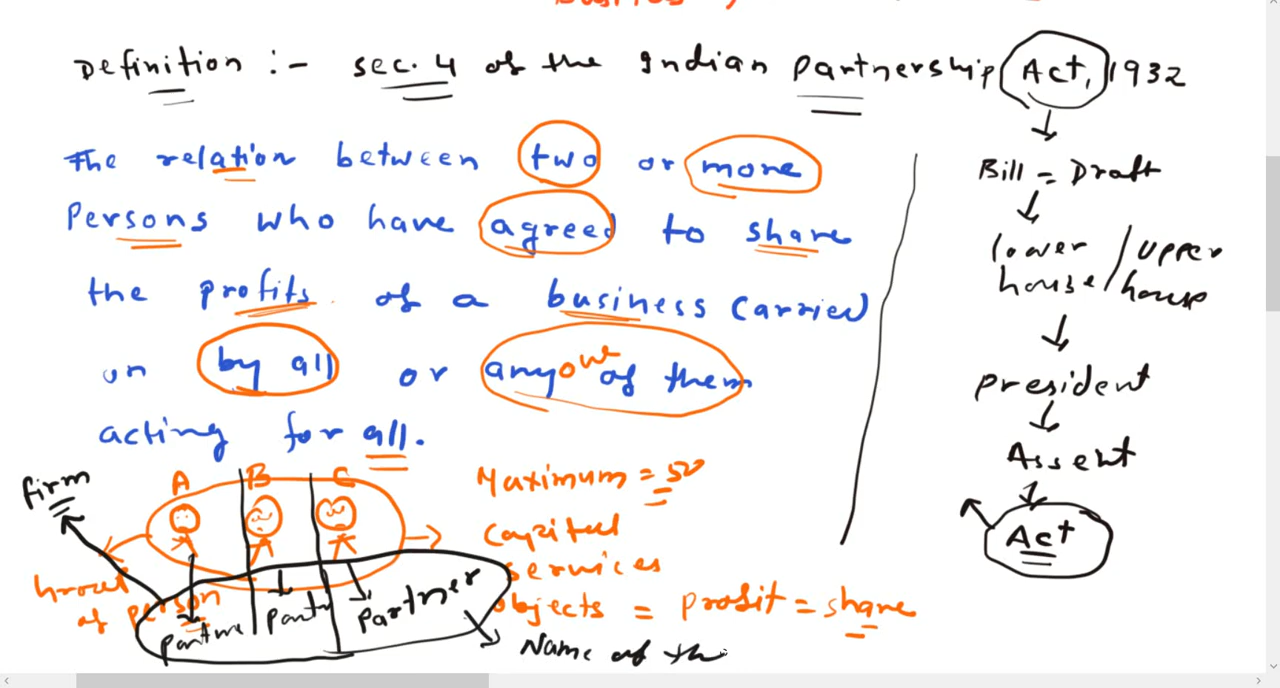 Definition :- sec. 4 of the Indian Partnership Act, 1932
The relation between two or more
Persons who have agreed to share
the profits of a business carried
on by all or anyone of them
acting for all.
firm
A B C
of person
Partner
Maximum = 50
Capital
services
objects = profit = share
Name of the
Bill = Draft
lower house / upper house
President
Assent
Act